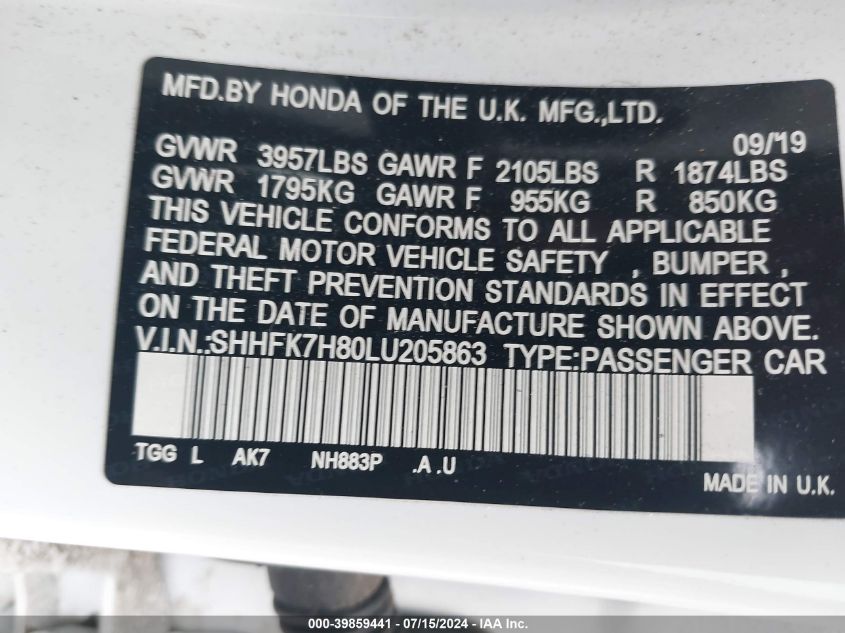 MFD.BY HONDA OF THE U.K. MFG.,LTD.
09/'19
GVWR 3957LBS GAWR F 2105LBS R 1874LBS
GVWR 1795KG GAWR F 955KG R 850KG
THIS VEHICLE CONFORMS TO ALL APPLICABLE
FEDERAL MOTOR VEHICLE SAFETY , BUMPER ,
AND THEFT PREVENTION STANDARDS IN EFFECT
ON THE DATE OF MANUFACTURE SHOWN ABOVE.
V.I.N.:SHHFK7H80LU205863 TYPE:PASSENGER CAR
TGG L AK7 NH883P .A .U
MADE IN U.K.
000-39859441 - 07/15/2024 - IAA Inc.